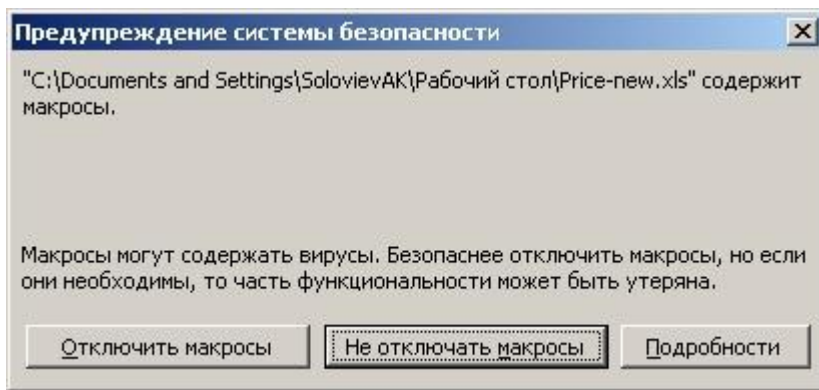 Предупреждение системы безопасности
"C:\Documents and Settings\SolovievAK\Рабочий стол\Price-new.xls" содержит
макросы.
Макросы могут содержать вирусы. Безопаснее отключить макросы, но если
они необходимы, то часть функциональности может быть утеряна.
Отключить макросы Не отключать макросы Подробности